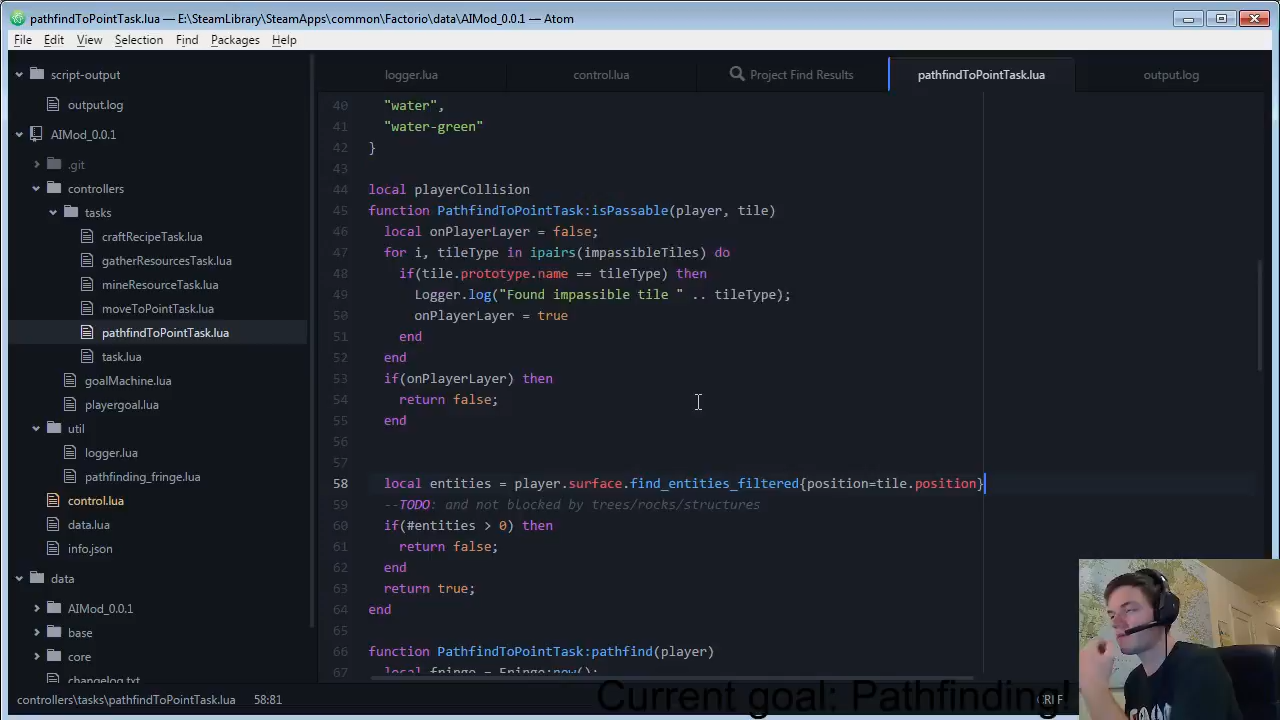 pathfindToPointTask.lua — E:\SteamLibrary\SteamApps\common\Factorio\data\AIMod_0.0.1 — Atom
File Edit View Selection Find Packages Help
script-output
output.log
AIMod_0.0.1
.git
controllers
tasks
craftRecipeTask.lua
gatherResourcesTask.lua
mineResourceTask.lua
moveToPointTask.lua
pathfindToPointTask.lua
task.lua
goalMachine.lua
playergoal.lua
util
logger.lua
pathfinding_fringe.lua
control.lua
data.lua
info.json
data
AIMod_0.0.1
base
core
changelog.txt
logger.lua control.lua Project Find Results pathfindToPointTask.lua output.log
40 "water",
41 "water-green"
42 }
43
44 local playerCollision
45 function PathfindToPointTask:isPassable(player, tile)
46 local onPlayerLayer = false;
47 for i, tileType in ipairs(impassibleTiles) do
48 if(tile.prototype.name == tileType) then
49 Logger.log("Found impassible tile " .. tileType);
50 onPlayerLayer = true
51 end
52 end
53 if(onPlayerLayer) then
54 return false;
55 end
56
57
58 local entities = player.surface.find_entities_filtered{position=tile.position}
59 --TODO: and not blocked by trees/rocks/structures
60 if(#entities > 0) then
61 return false;
62 end
63 return true;
64 end
65
66 function PathfindToPointTask:pathfind(player)
67 local fringe = Fringe:new();
controllers\tasks\pathfindToPointTask.lua 58:81
Current goal: Pathfinding!